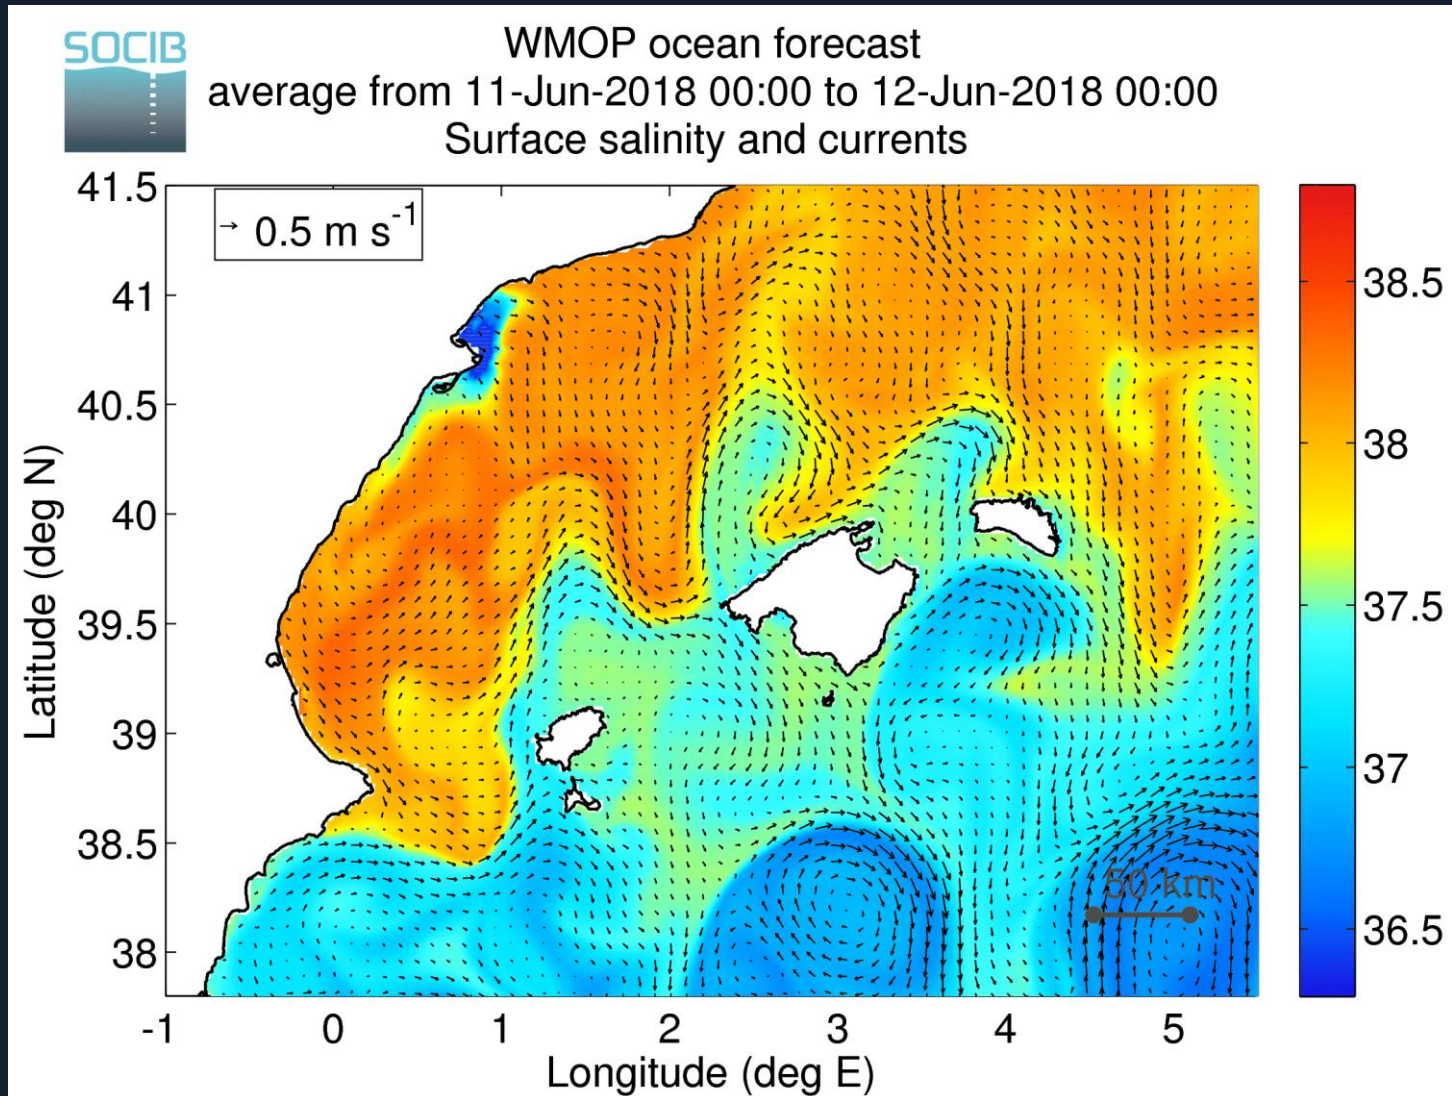 SOCIB
WMOP ocean forecast
average from 11-Jun-2018 00:00 to 12-Jun-2018 00:00
Surface salinity and currents
0.5 m s⁻¹
41.5
41
40.5
40
39.5
39
38.5
38
Latitude (deg N)
50 km
-1 0 1 2 3 4 5
Longitude (deg E)
38.5
38
37.5
37
36.5